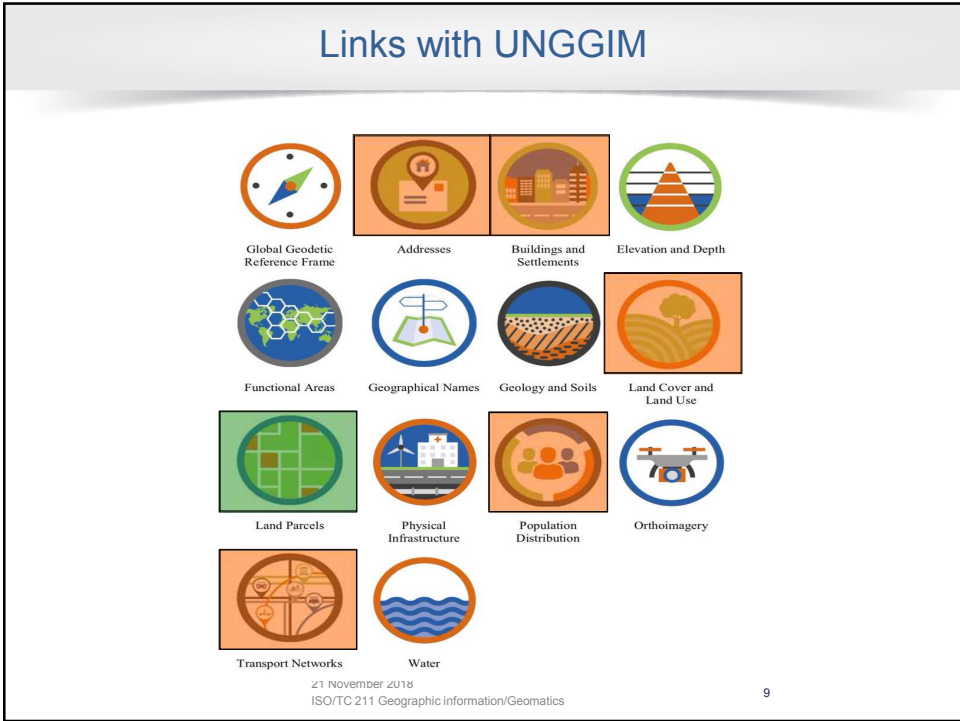 Links with UNGGIM
Global Geodetic
Reference Frame
Addresses
Buildings and
Settlements
Elevation and Depth
Functional Areas
Geographical Names
Geology and Soils
Land Cover and
Land Use
Land Parcels
Physical
Infrastructure
Population
Distribution
Orthoimagery
Transport Networks
Water
21 November 2018
ISO/TC 211 Geographic information/Geomatics
9